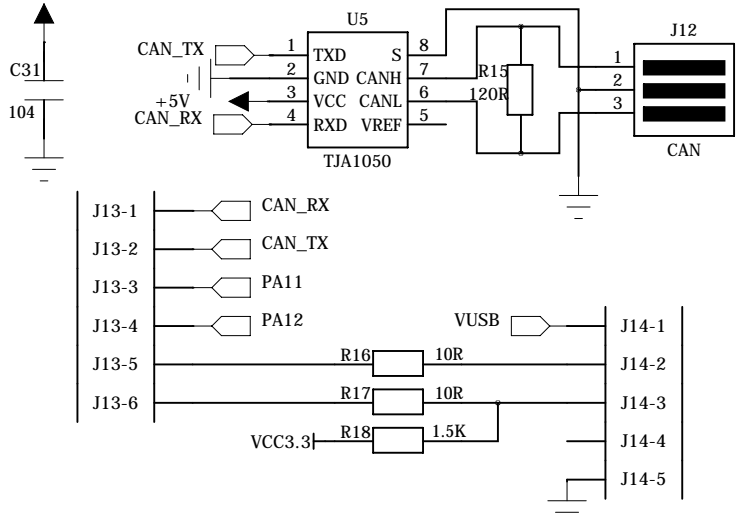 U5
J12
CAN_TX 1 TXD S 8
C31
2 GND CANH 7 R15 1
+5V 3 VCC CANL 6 120R 2
104
CAN_RX 4 RXD VREF 5 3
TJA1050 CAN
J13-1 CAN_RX
J13-2 CAN_TX
J13-3 PA11
J13-4 PA12 VUSB J14-1
J13-5 R16 10R J14-2
J13-6 R17 10R J14-3
VCC3.3 R18 1.5K J14-4
J14-5